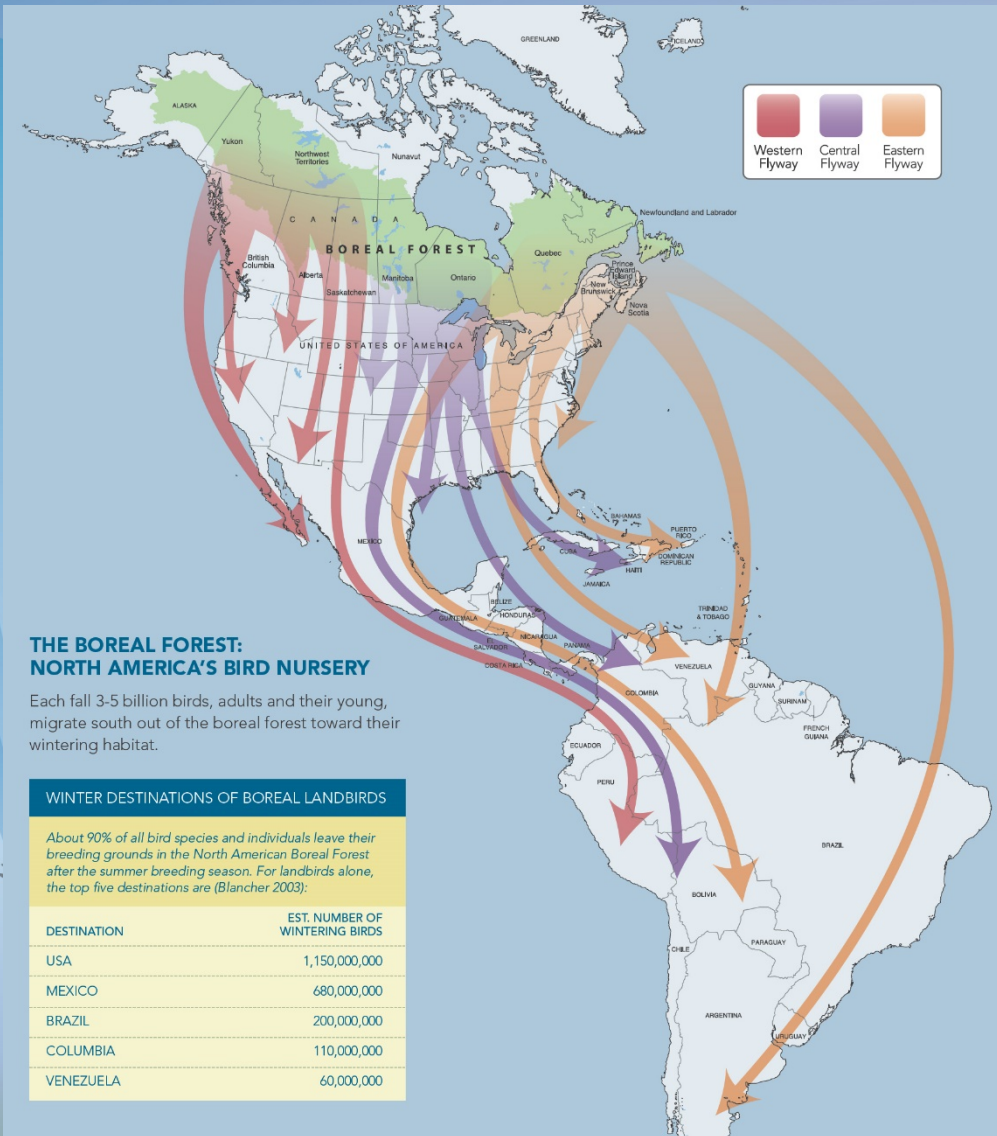 GREENLAND
ICELAND
ALASKA
Yukon
Northwest
Territories
Nunavut
Western
Flyway
Central
Flyway
Eastern
Flyway
CANADA
BOREAL FOREST
Newfoundland and Labrador
British
Columbia
Alberta
Saskatchewan
Manitoba
Ontario
Quebec
Prince
Edward
Island
New
Brunswick
Nova
Scotia
UNITED STATES OF AMERICA
MEXICO
BAHAMAS
CUBA
PUERTO
RICO
DOMINICAN
REPUBLIC
HAITI
JAMAICA
BELIZE
GUATEMALA
HONDURAS
EL
SALVADOR
NICARAGUA
COSTA RICA
PANAMA
TRINIDAD
& TOBAGO
VENEZUELA
COLOMBIA
GUYANA
SURINAM
FRENCH
GUIANA
ECUADOR
PERU
BRAZIL
BOLIVIA
CHILE
PARAGUAY
ARGENTINA
URUGUAY
THE BOREAL FOREST:
NORTH AMERICA'S BIRD NURSERY
Each fall 3-5 billion birds, adults and their young,
migrate south out of the boreal forest toward their
wintering habitat.
WINTER DESTINATIONS OF BOREAL LANDBIRDS
About 90% of all bird species and individuals leave their
breeding grounds in the North American Boreal Forest
after the summer breeding season. For landbirds alone,
the top five destinations are (Blancher 2003):
DESTINATION EST. NUMBER OF
WINTERING BIRDS
USA 1,150,000,000
MEXICO 680,000,000
BRAZIL 200,000,000
COLUMBIA 110,000,000
VENEZUELA 60,000,000